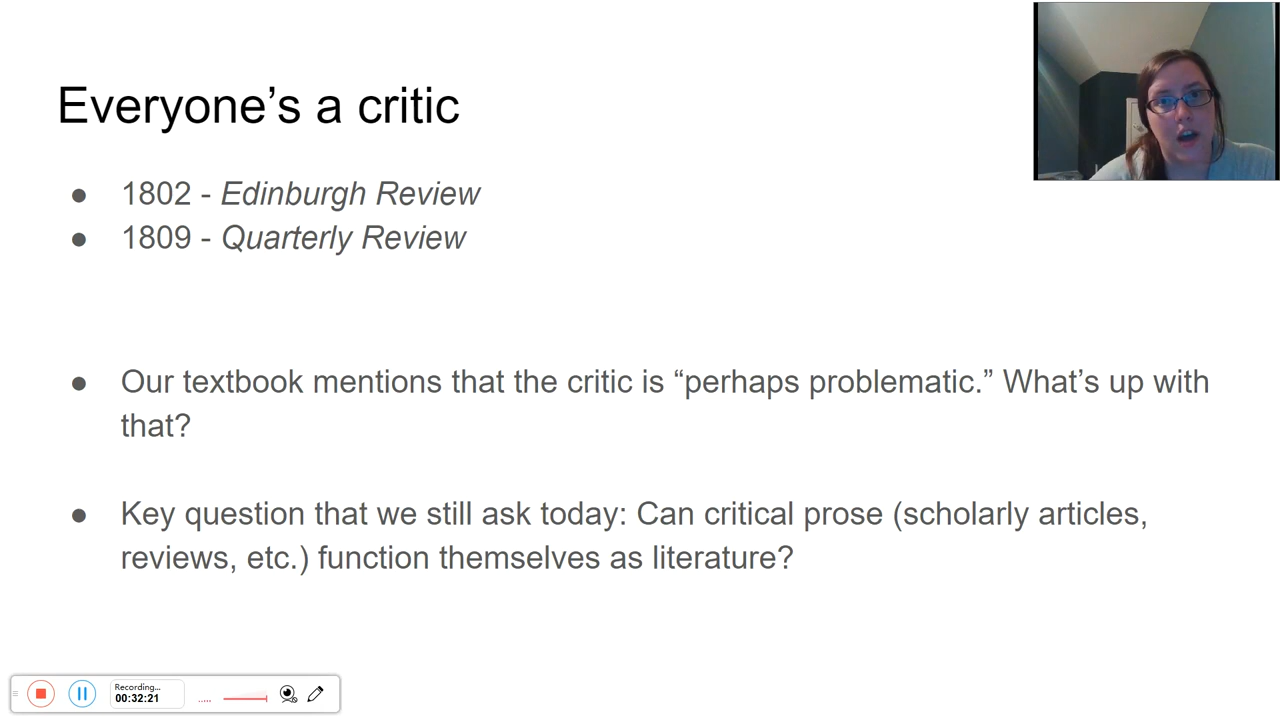 Everyone’s a critic
● 1802 - Edinburgh Review
● 1809 - Quarterly Review
● Our textbook mentions that the critic is “perhaps problematic.” What’s up with
that?
● Key question that we still ask today: Can critical prose (scholarly articles,
reviews, etc.) function themselves as literature?
Recording...
00:32:21